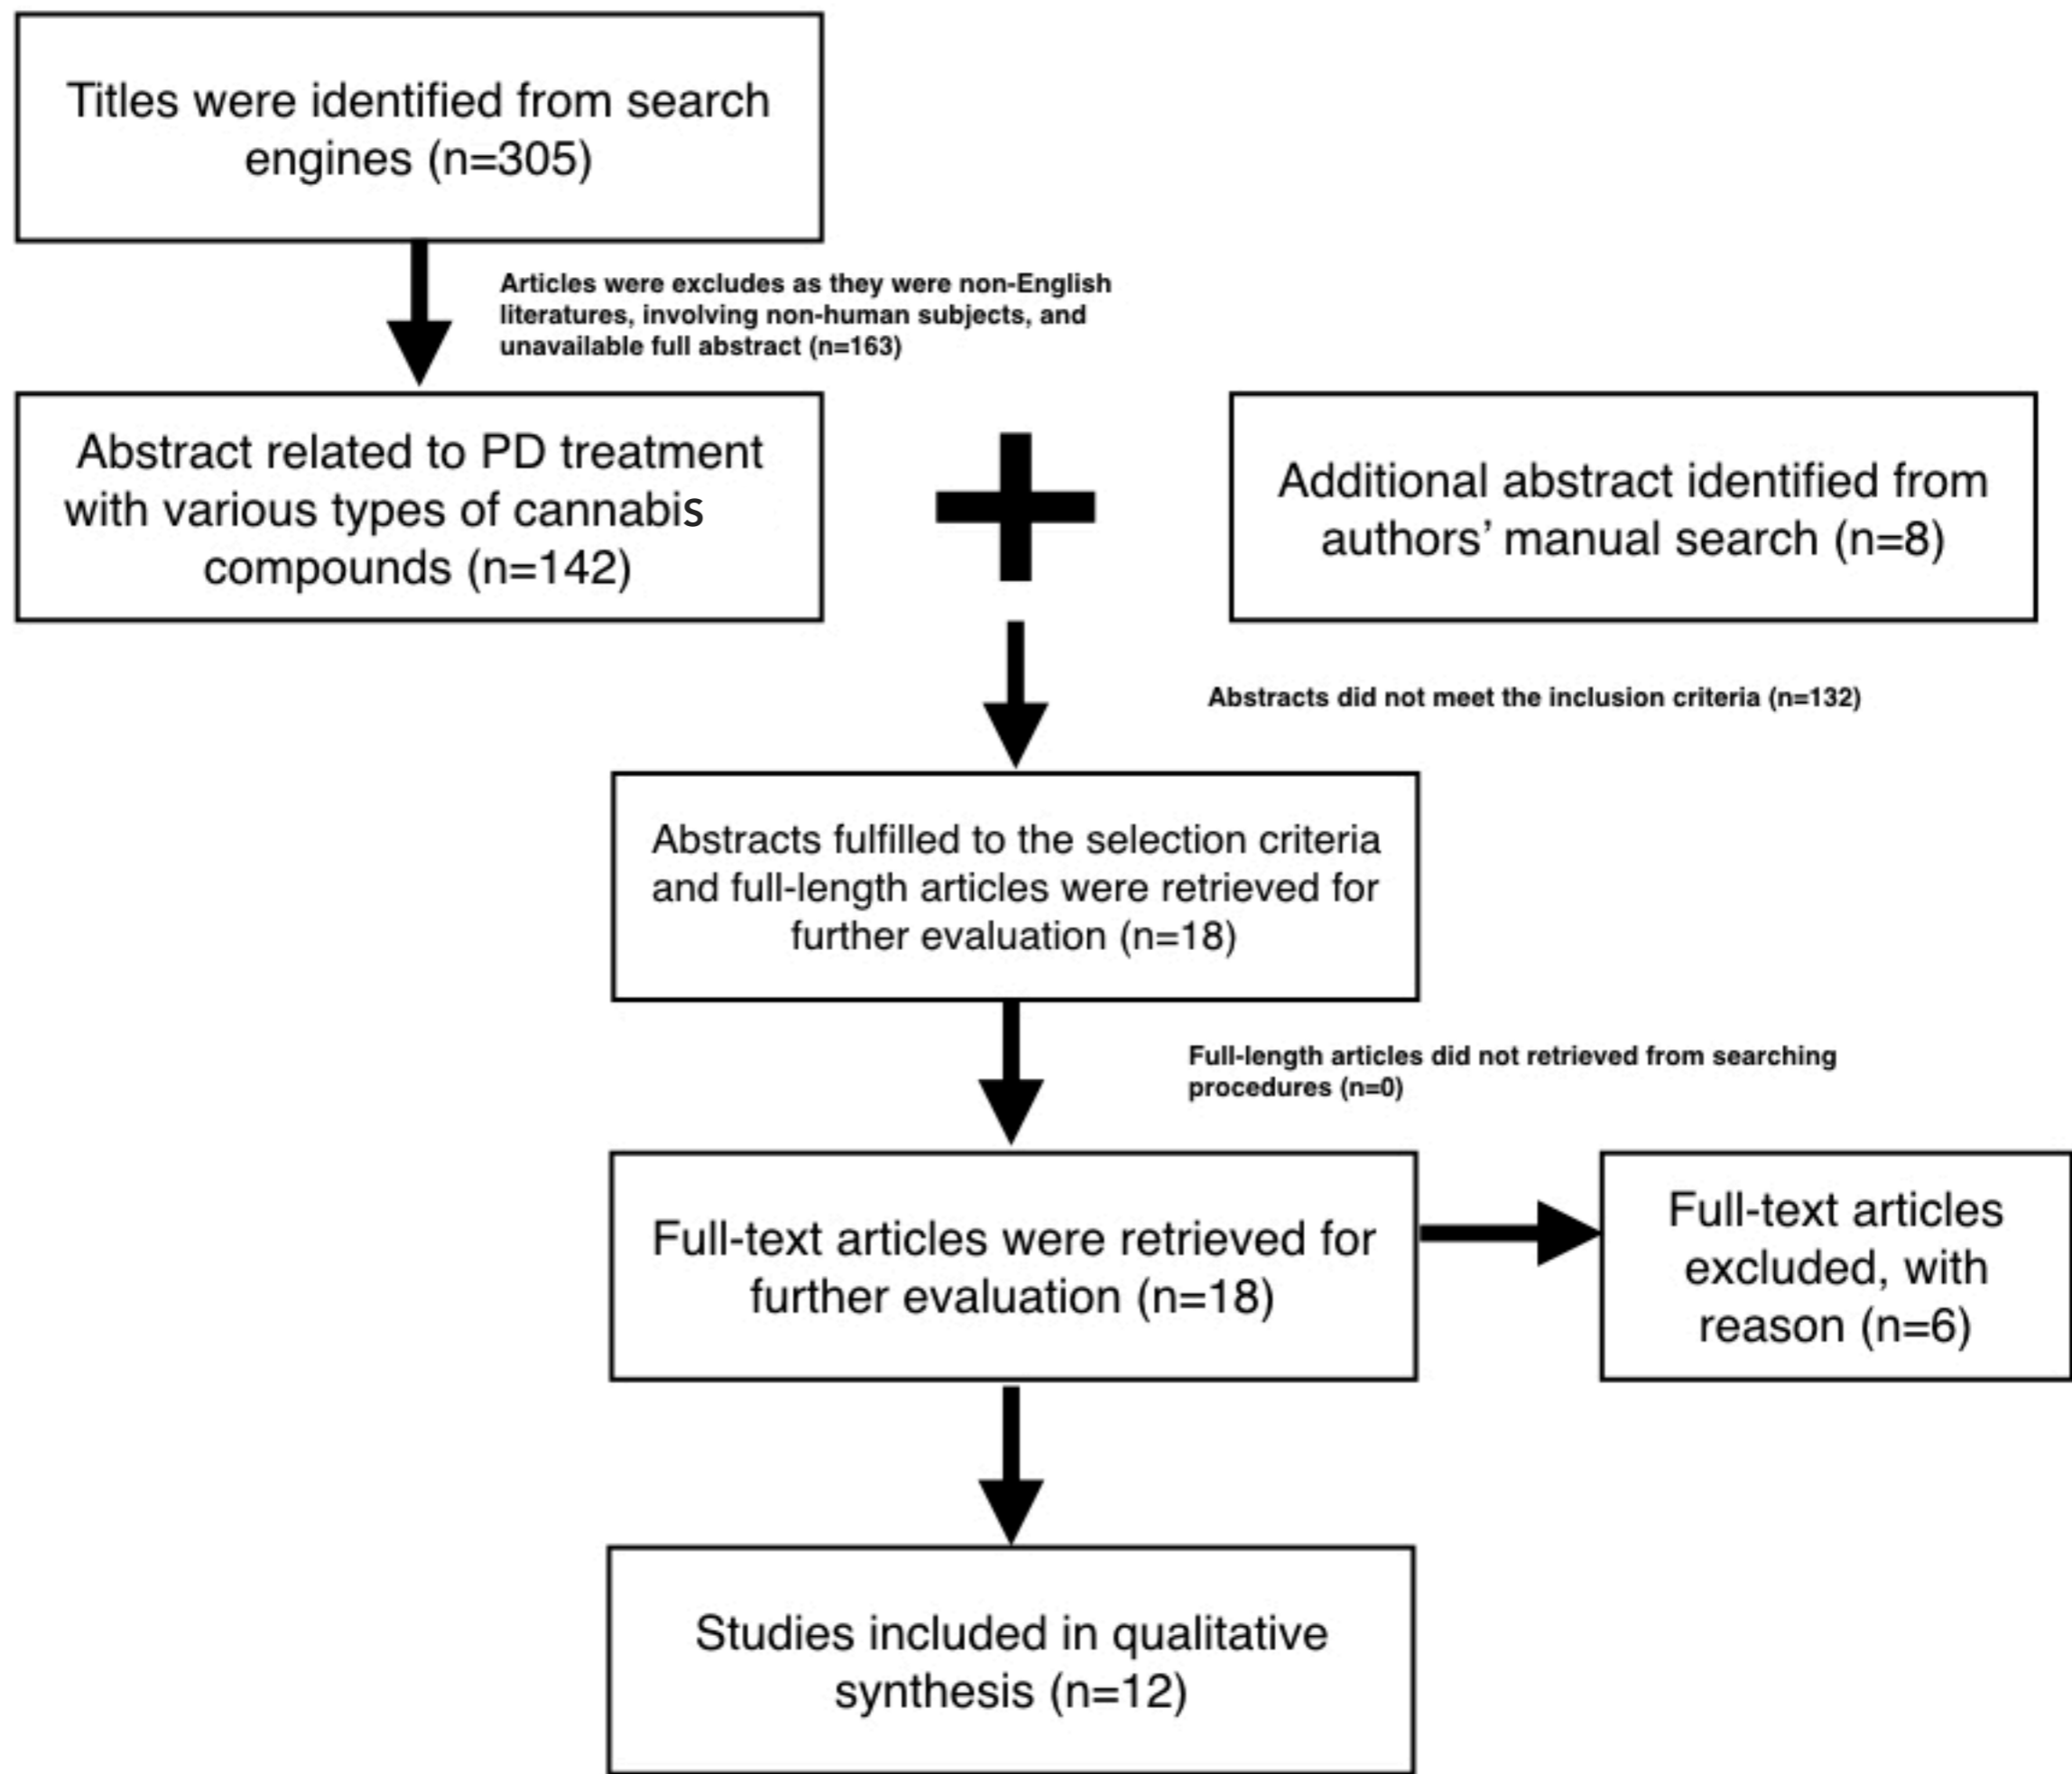 Titles were identified from search
engines (n=305)
Articles were excludes as they were non-English
literatures, involving non-human subjects, and
unavailable full abstract (n=163)
Abstract related to PD treatment
with various types of cannabis
compounds (n=142)
Additional abstract identified from
authors’ manual search (n=8)
Abstracts did not meet the inclusion criteria (n=132)
Abstracts fulfilled to the selection criteria
and full-length articles were retrieved for
further evaluation (n=18)
Full-length articles did not retrieved from searching
procedures (n=0)
Full-text articles were retrieved for
further evaluation (n=18)
Full-text articles
excluded, with
reason (n=6)
Studies included in qualitative
synthesis (n=12)